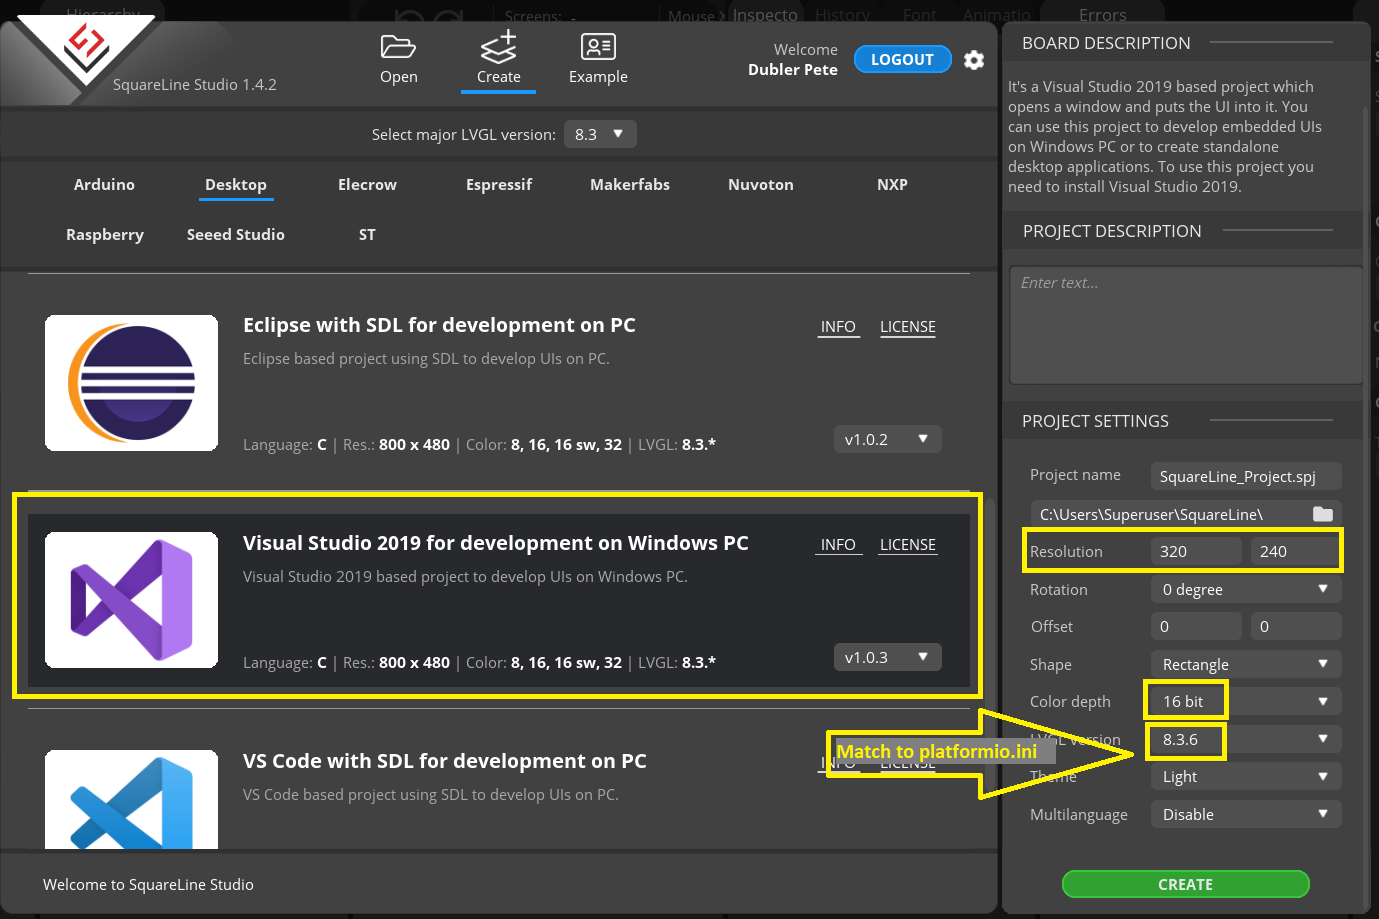 Hierarchy
Screens: -
Mouse X
Inspecto
History
Font
Animatio
Errors
SquareLine Studio 1.4.2
Open
Create
Example
Welcome
Dubler Pete
LOGOUT
Select major LVGL version: 8.3
Arduino
Desktop
Elecrow
Espressif
Makerfabs
Nuvoton
NXP
Raspberry
Seeed Studio
ST
Eclipse with SDL for development on PC
INFO LICENSE
Eclipse based project using SDL to develop UIs on PC.
Language: C | Res.: 800 x 480 | Color: 8, 16, 16 sw, 32 | LVGL: 8.3.*
v1.0.2
Visual Studio 2019 for development on Windows PC
INFO LICENSE
Visual Studio 2019 based project to develop UIs on Windows PC.
Language: C | Res.: 800 x 480 | Color: 8, 16, 16 sw, 32 | LVGL: 8.3.*
v1.0.3
VS Code with SDL for development on PC
INFO LICENSE
VS Code based project using SDL to develop UIs on PC.
Match to platformio.ini
Welcome to SquareLine Studio
BOARD DESCRIPTION
It's a Visual Studio 2019 based project which
opens a window and puts the UI into it. You
can use this project to develop embedded UIs
on Windows PC or to create standalone
desktop applications. To use this project you
need to install Visual Studio 2019.
PROJECT DESCRIPTION
Enter text...
PROJECT SETTINGS
Project name SquareLine_Project.spj
C:\Users\Superuser\SquareLine\
Resolution 320 240
Rotation 0 degree
Offset 0 0
Shape Rectangle
Color depth 16 bit
LVGL version 8.3.6
Theme Light
Multilanguage Disable
CREATE